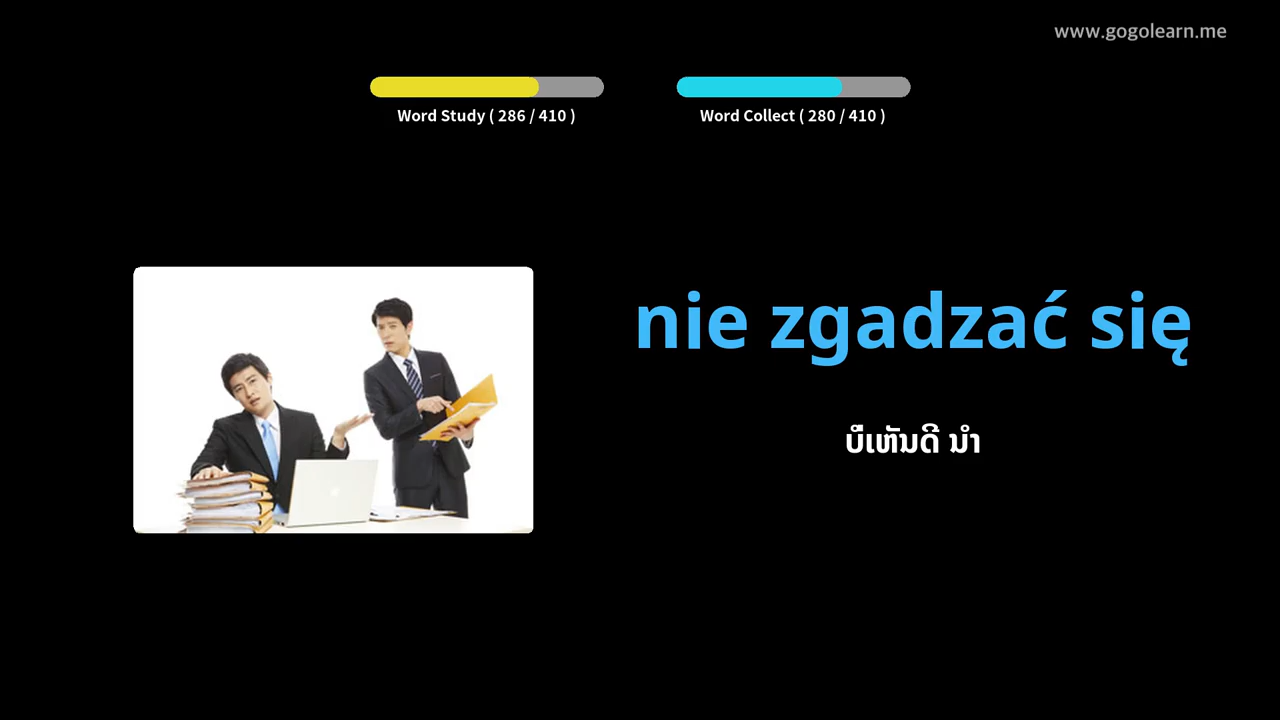 www.gogolearn.me
Word Study ( 286 / 410 )
Word Collect ( 280 / 410 )
nie zgadzać się
ບໍ່ເຫັນດີ ນຳ